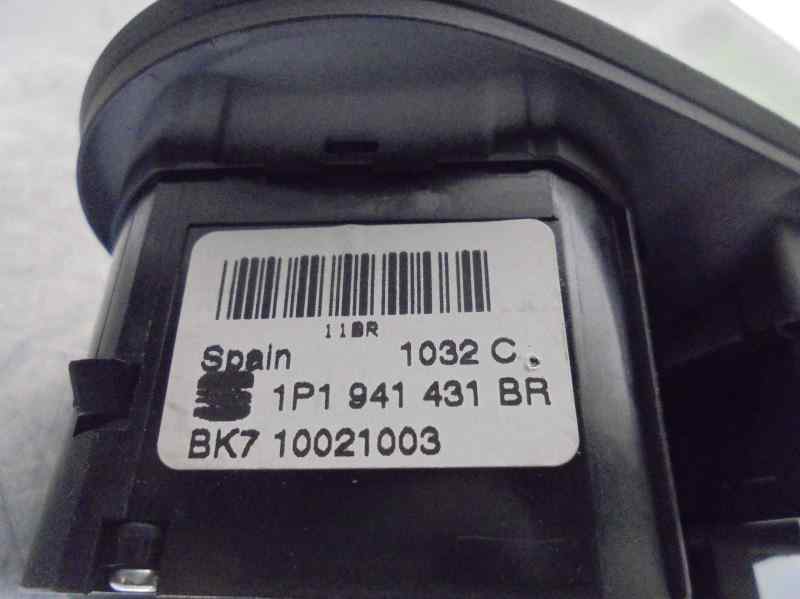 11BR
Spain 1032 C.
1P1 941 431 BR
BK7 10021003